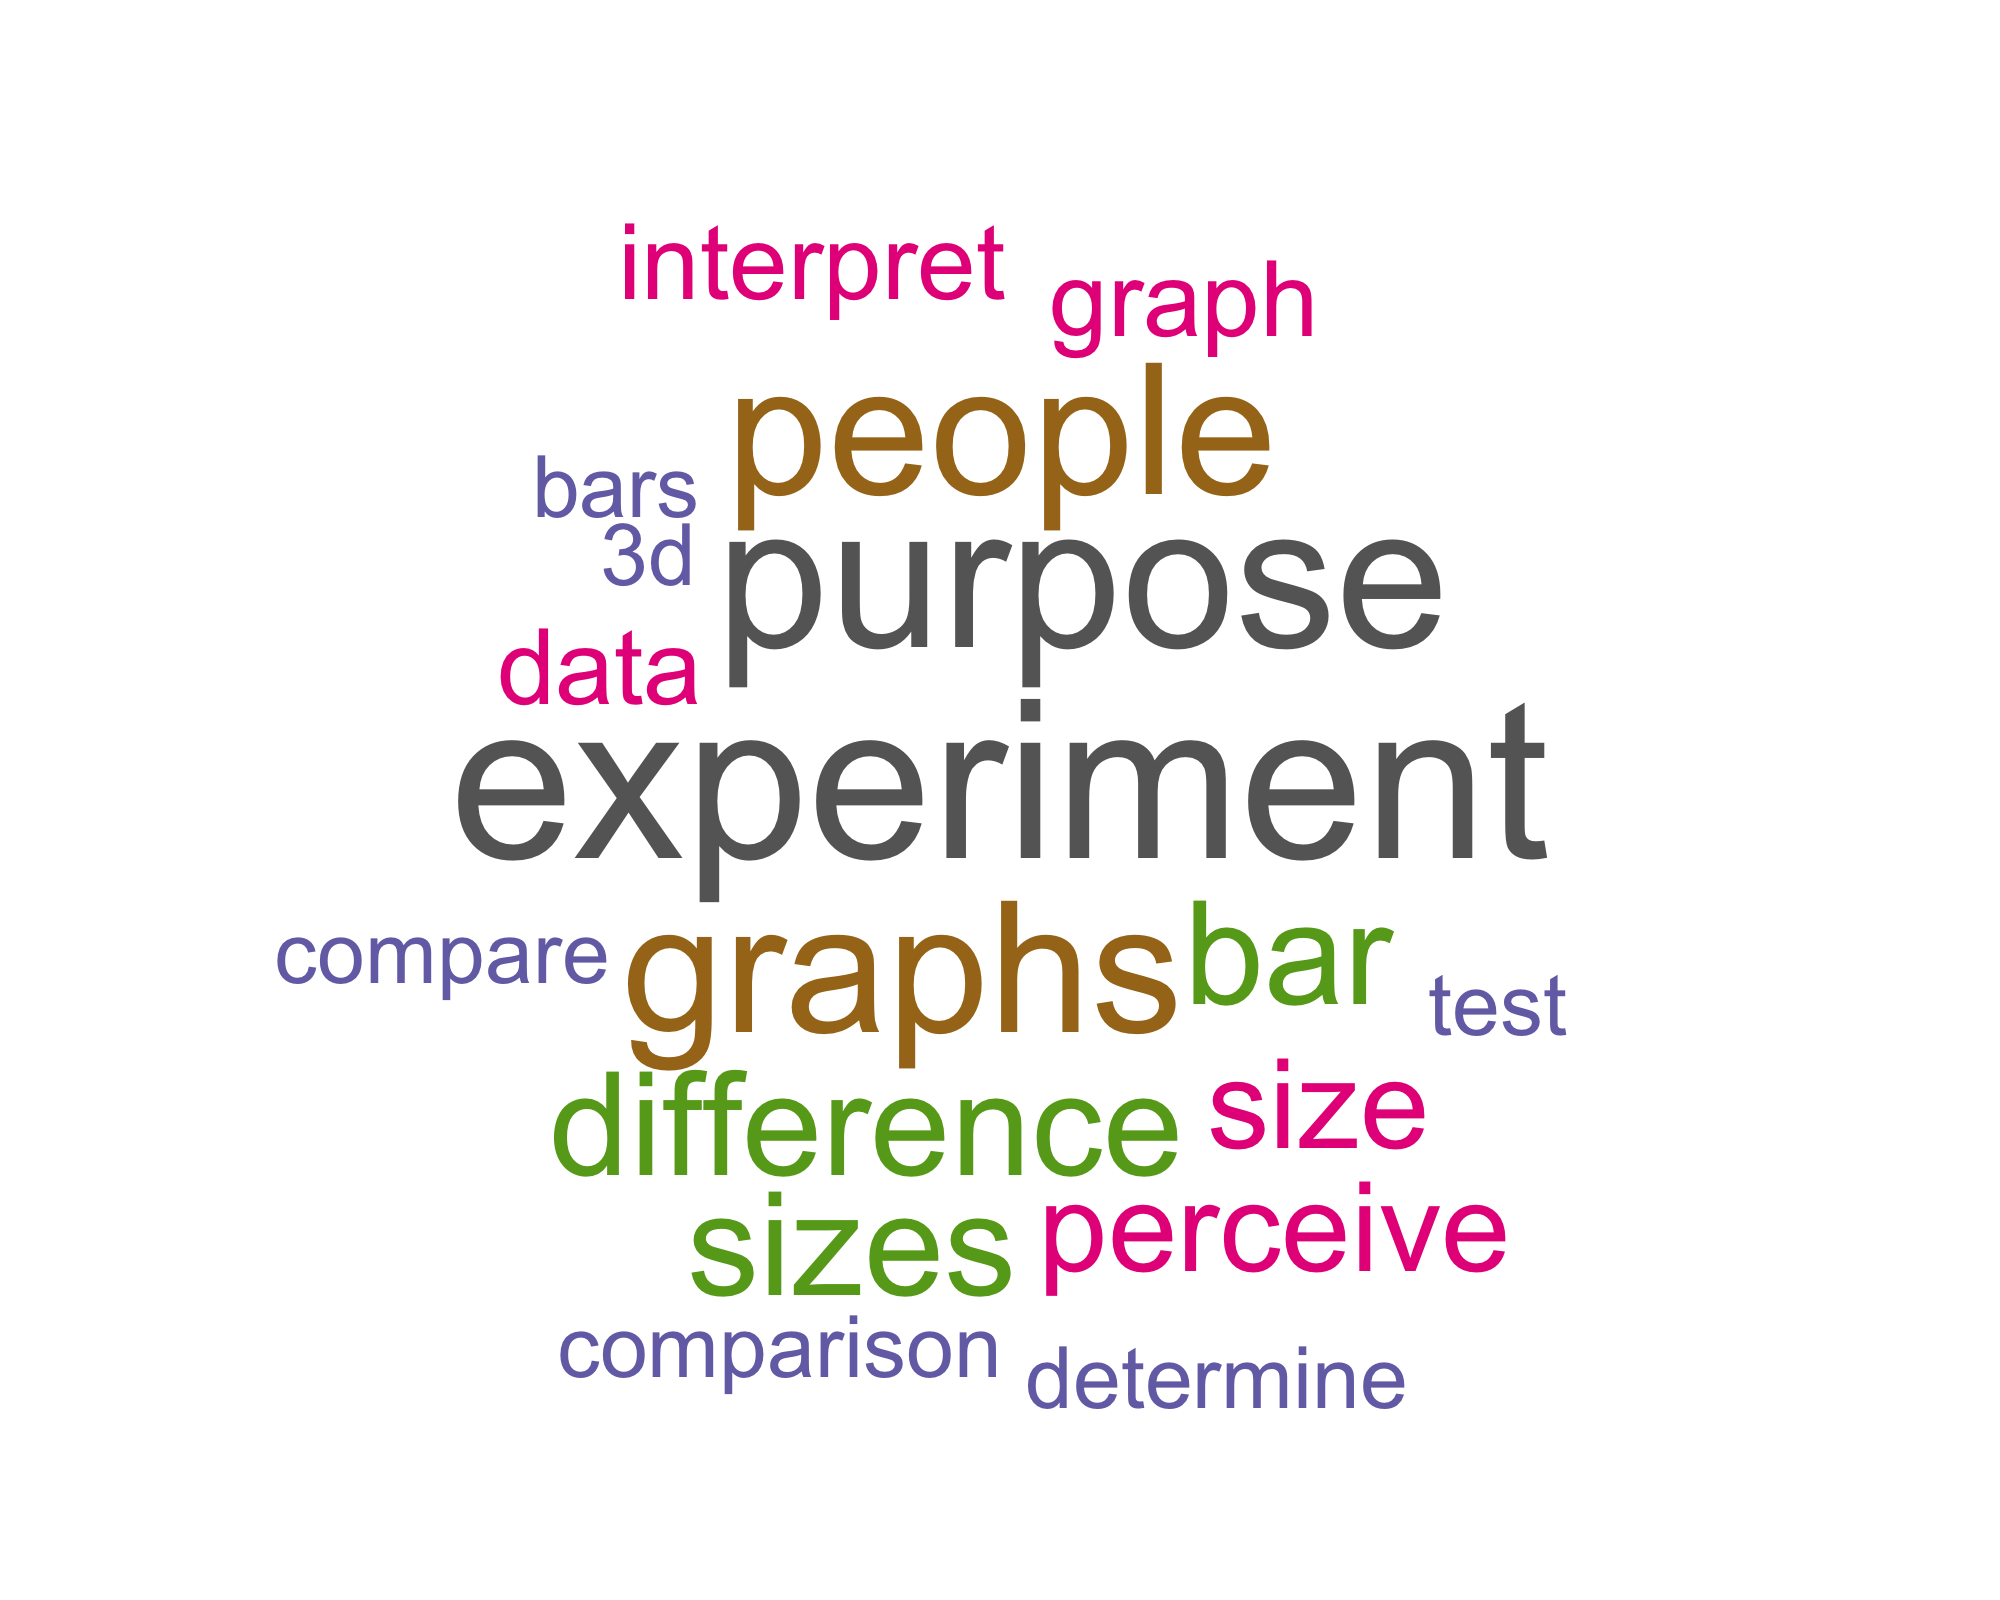 interpret
graph
people
bars
purpose
3d
data
experiment
compare
graphs
bar
test
difference
size
sizes
perceive
comparison
determine